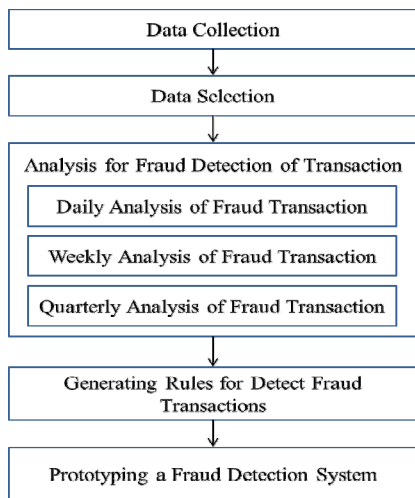 Data Collection
Data Selection
Analysis for Fraud Detection of Transaction
Daily Analysis of Fraud Transaction
Weekly Analysis of Fraud Transaction
Quarterly Analysis of Fraud Transaction
Generating Rules for Detect Fraud
Transactions
Prototyping a Fraud Detection System